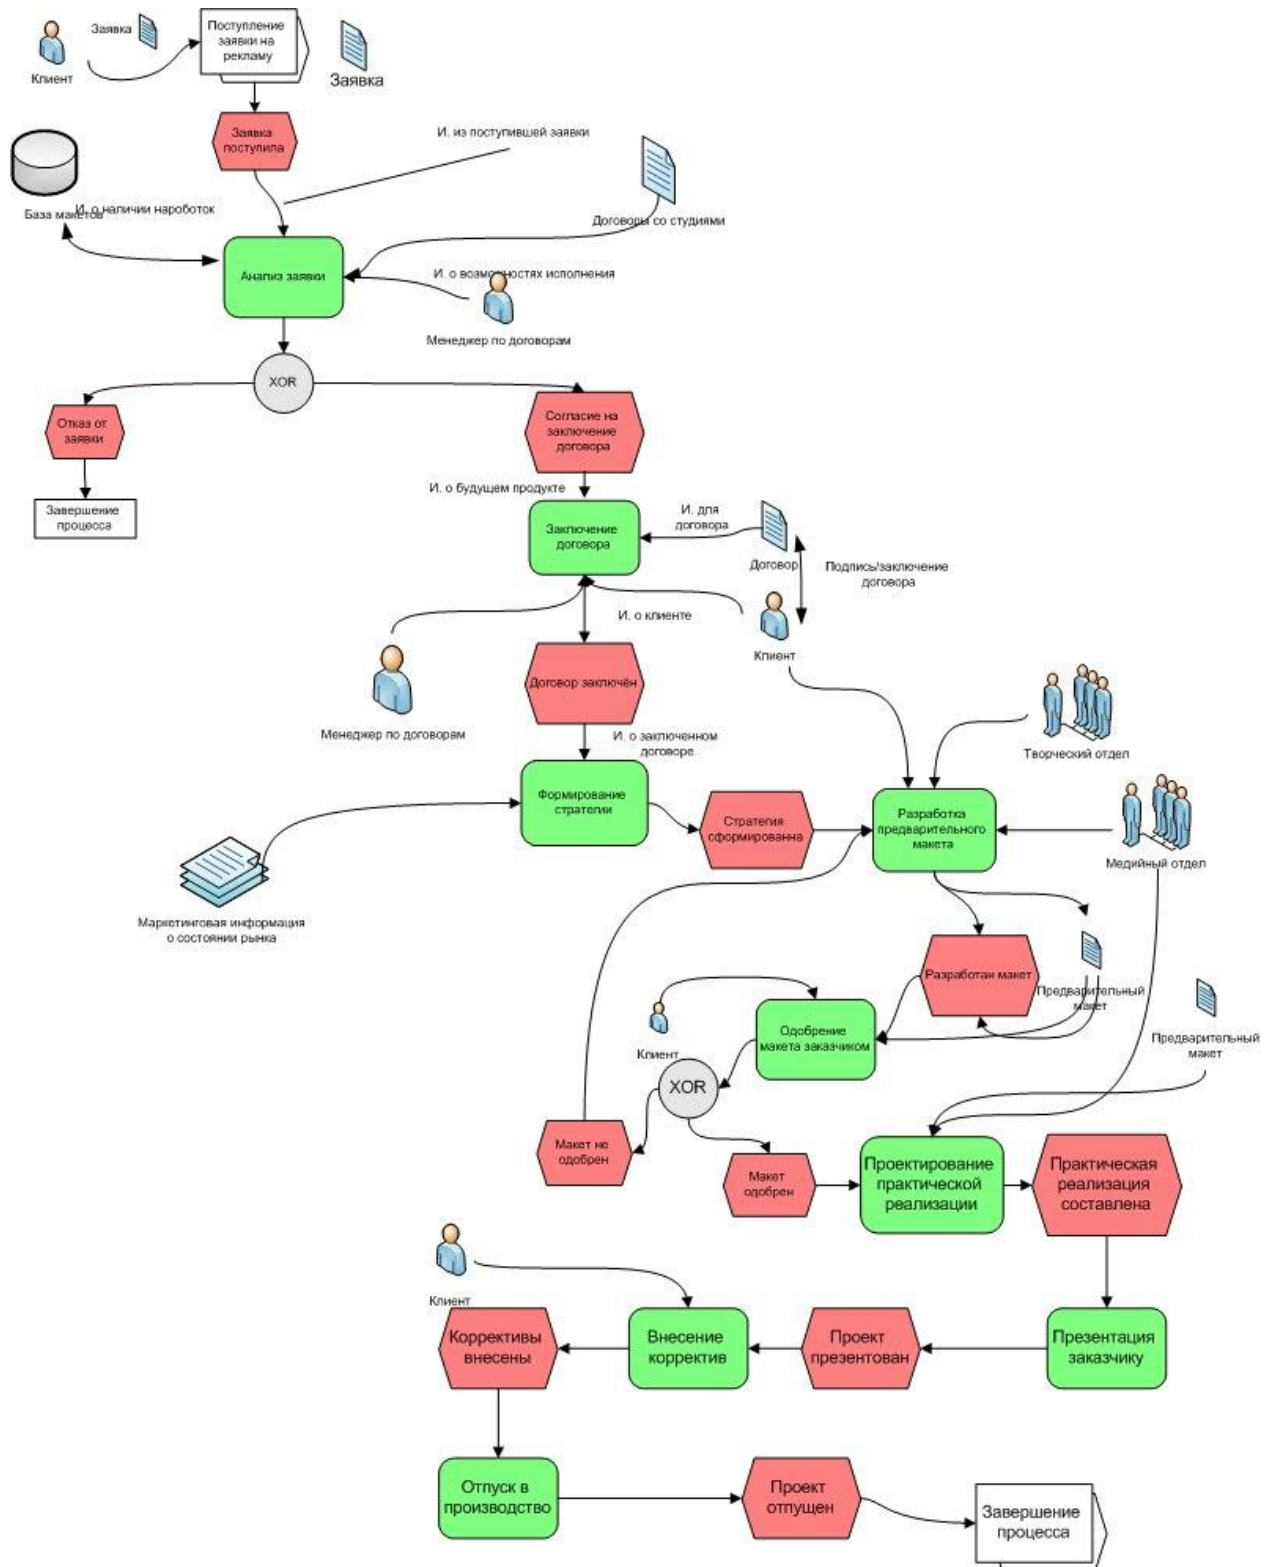 Заявка
Клиент
Поступление
заявки на
рекламу
Заявка
Заявка
поступила
И. из поступившей заявки
База макетов
И. о наличии нароботок
Договоры со студиями
Анализ заявки
И. о возможностях исполнения
Менеджер по договорам
XOR
Отказ от
заявки
Согласие на
заключение
договора
Завершение
процесса
И. о будущем продукте
И. для
договора
Заключение
договора
Договор
Подпись/заключение
договора
И. о клиенте
Клиент
Договор заключён
Менеджер по договорам
И. о заключенном
договоре
Творческий отдел
Формирование
стратегии
Стратегия
сформированна
Разработка
предварительного
макета
Медийный отдел
Маркетинговая информация
о состоянии рынка
Разработан макет
Предварительный
макет
Предварительный
макет
Одобрение
макета заказчиком
Клиент
XOR
Макет не
одобрен
Макет
одобрен
Проектирование
практической
реализации
Практическая
реализация
составлена
Клиент
Коррективы
внесены
Внесение
корректив
Проект
презентован
Презентация
заказчику
Отпуск в
производство
Проект
отпущен
Завершение
процесса